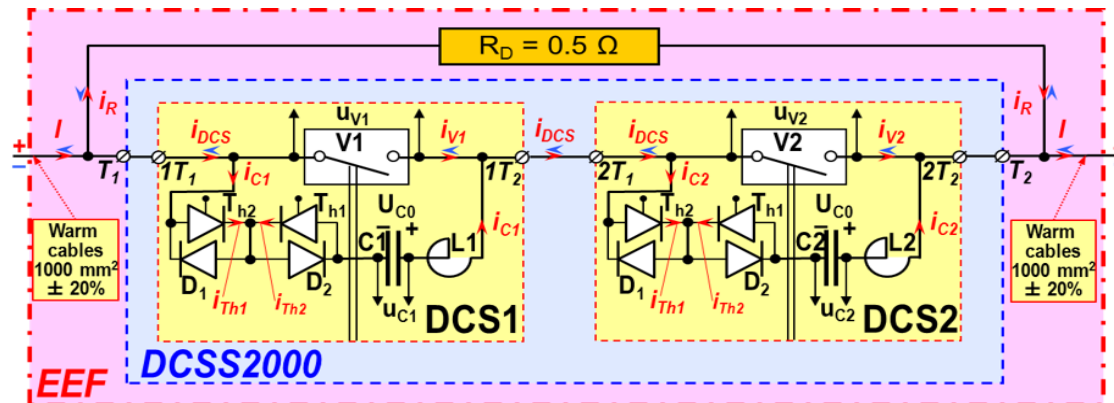 R_D = 0.5 Ω
i_R
i_R
I
+
−
T_1
1T_1
i_DCS
u_V1
V1
i_V1
1T_2
i_DCS
2T_1
i_DCS
u_V2
V2
i_V2
2T_2
T_2
I
i_C1
T_h2
T_h1
U_C0
− +
C1
L1
i_C1
D_1
D_2
i_Th1
i_Th2
u_C1
DCS1
i_C2
T_h2
T_h1
U_C0
− +
C2
L2
i_C2
D_1
D_2
i_Th1
i_Th2
u_C2
DCS2
Warm
cables
1000 mm²
± 20%
Warm
cables
1000 mm²
± 20%
DCSS2000
EEF